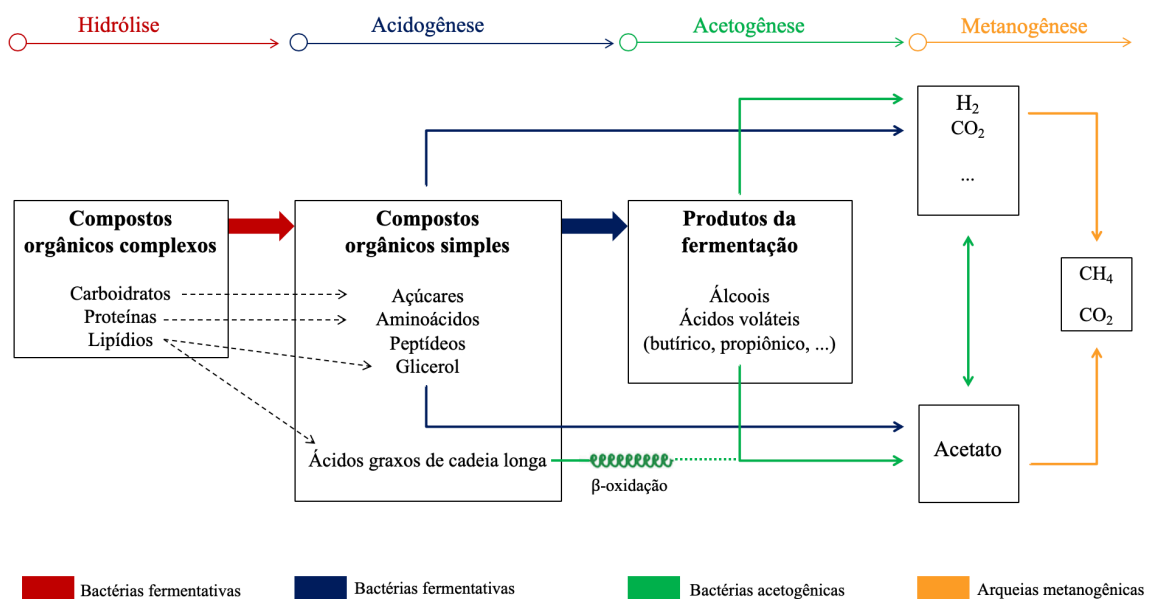 Hidrólise
Acidogênese
Acetogênese
Metanogênese
Compostos
orgânicos complexos
Carboidratos
Proteínas
Lipídios
Compostos
orgânicos simples
Açúcares
Aminoácidos
Peptídeos
Glicerol
Ácidos graxos de cadeia longa
β-oxidação
Produtos da
fermentação
Álcoois
Ácidos voláteis
(butírico, propiônico, ...)
H₂
CO₂
...
Acetato
CH₄
CO₂
Bactérias fermentativas
Bactérias fermentativas
Bactérias acetogênicas
Arqueias metanogênicas